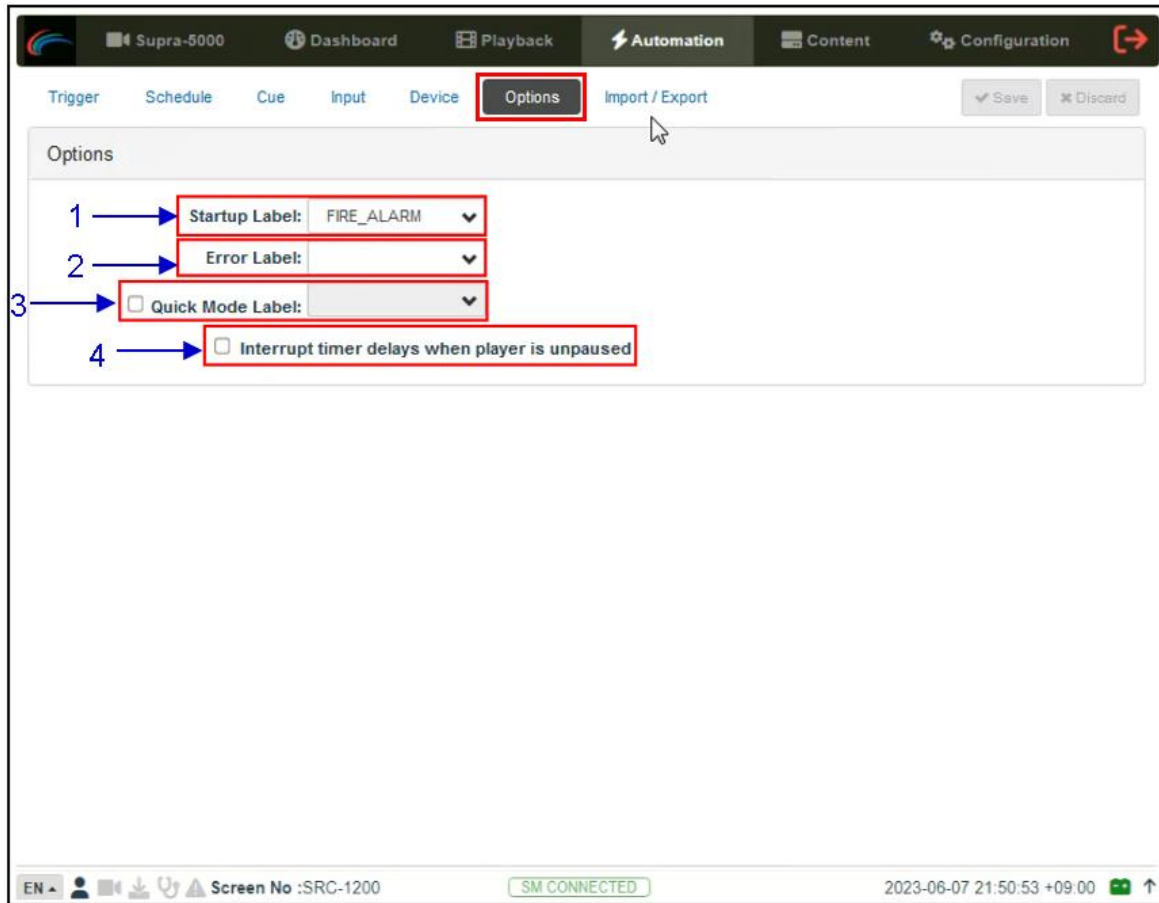 Supra-5000 Dashboard Playback Automation Content Configuration
Trigger Schedule Cue Input Device Options Import / Export Save Discard
Options
1 Startup Label: FIRE_ALARM
2 Error Label:
3 Quick Mode Label:
4 Interrupt timer delays when player is unpaused
EN Screen No :SRC-1200 SM CONNECTED 2023-06-07 21:50:53 +09:00